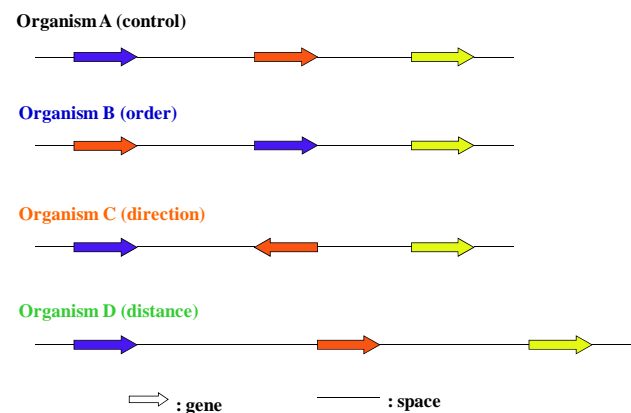 Organism A (control)
Organism B (order)
Organism C (direction)
Organism D (distance)
: gene : space